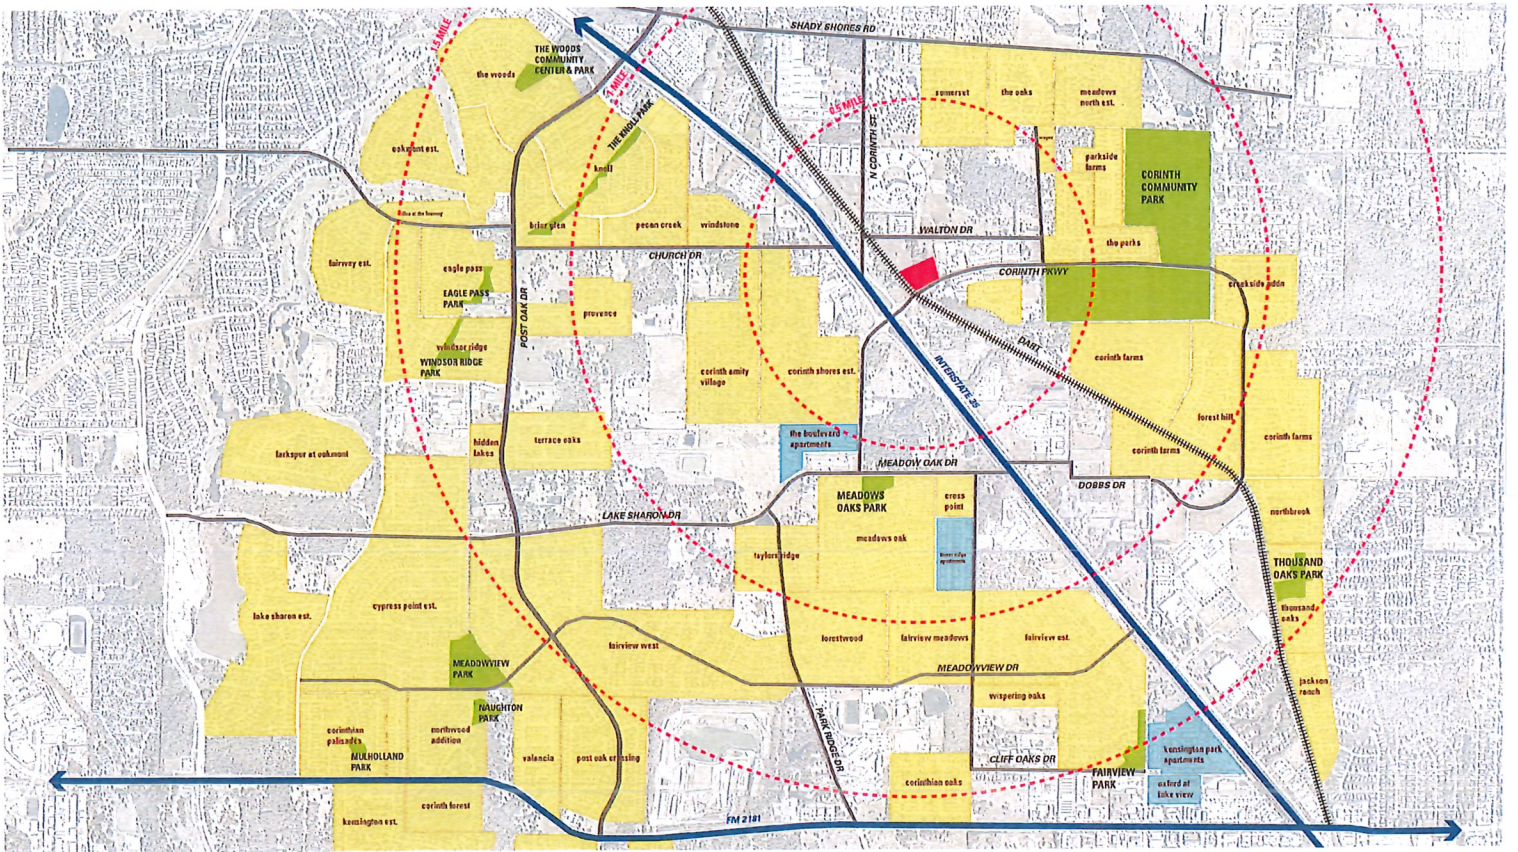 SHADY SHORES RD
1.5 MILE
THE WOODS
COMMUNITY
CENTER & PARK
the woods
1 MILE
0.5 MILE
somerset
the oaks
meadows
north est.
THE KNOLL PARK
N CORINTH ST
oakmont est.
knoll
parkside
farms
CORINTH
COMMUNITY
PARK
villas at the fairway
briar glen
pecan creek
windstone
WALTON DR
the parks
CHURCH DR
fairway est.
eagle pass
EAGLE PASS
PARK
CORINTH PKWY
creekside addn
POST OAK DR
provence
windsor ridge
WINDSOR RIDGE
PARK
DART
corinth farms
INTERSTATE 35
corinth amity
village
corinth shores est.
forest hill
hidden
lakes
terrace oaks
the boulevard
apartments
corinth farms
corinth farms
larkspur at oakmont
MEADOW OAK DR
DOBBS DR
MEADOWS
OAKS PARK
cross
point
LAKE SHARON DR
northbrook
meadows oak
taylors ridge
apartments
THOUSAND
OAKS PARK
thousand
oaks
lake sharon est.
cypress point est.
forestwood
fairview meadows
fairview est.
fairview west
MEADOWVIEW
PARK
MEADOWVIEW DR
jackson
ranch
wispering oaks
NAUGHTON
PARK
PARK RIDGE DR
corinthian
palisades
northwood
addition
MULHOLLAND
PARK
valencia
post oak crossing
CLIFF OAKS DR
kensington park
apartments
FAIRVIEW
PARK
corinthian oaks
oxford at
lake view
corinth forest
kensington est.
FM 2181